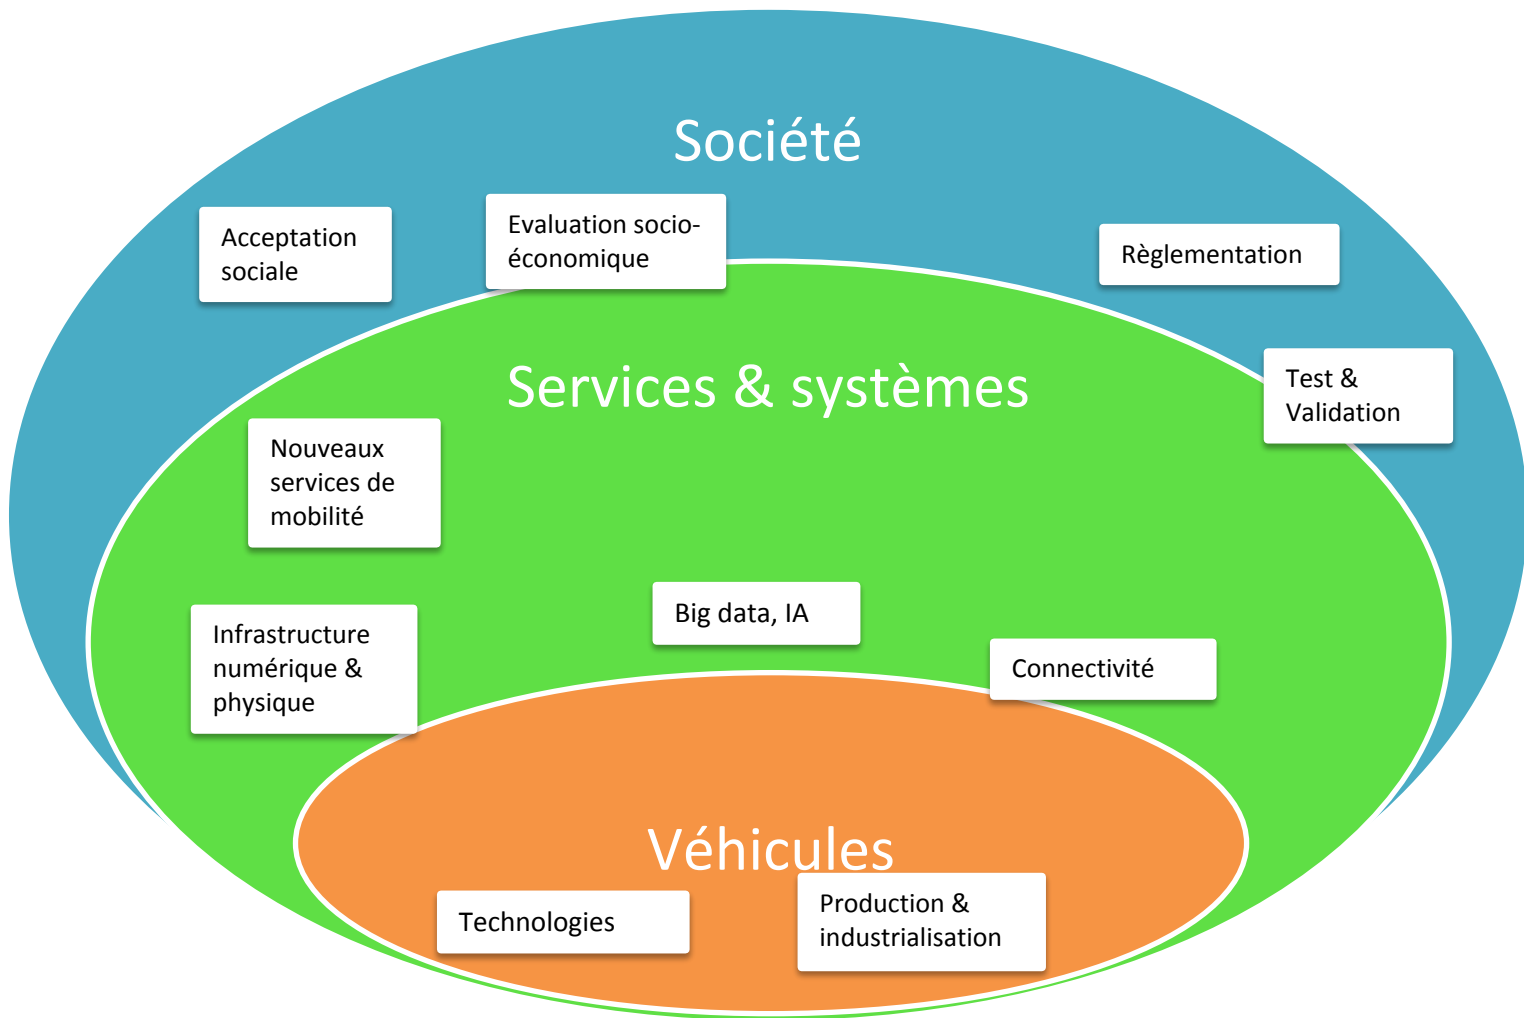 Société
Acceptation
sociale
Evaluation socio-
économique
Règlementation
Services & systèmes
Test &
Validation
Nouveaux
services de
mobilité
Big data, IA
Infrastructure
numérique &
physique
Connectivité
Véhicules
Technologies
Production &
industrialisation